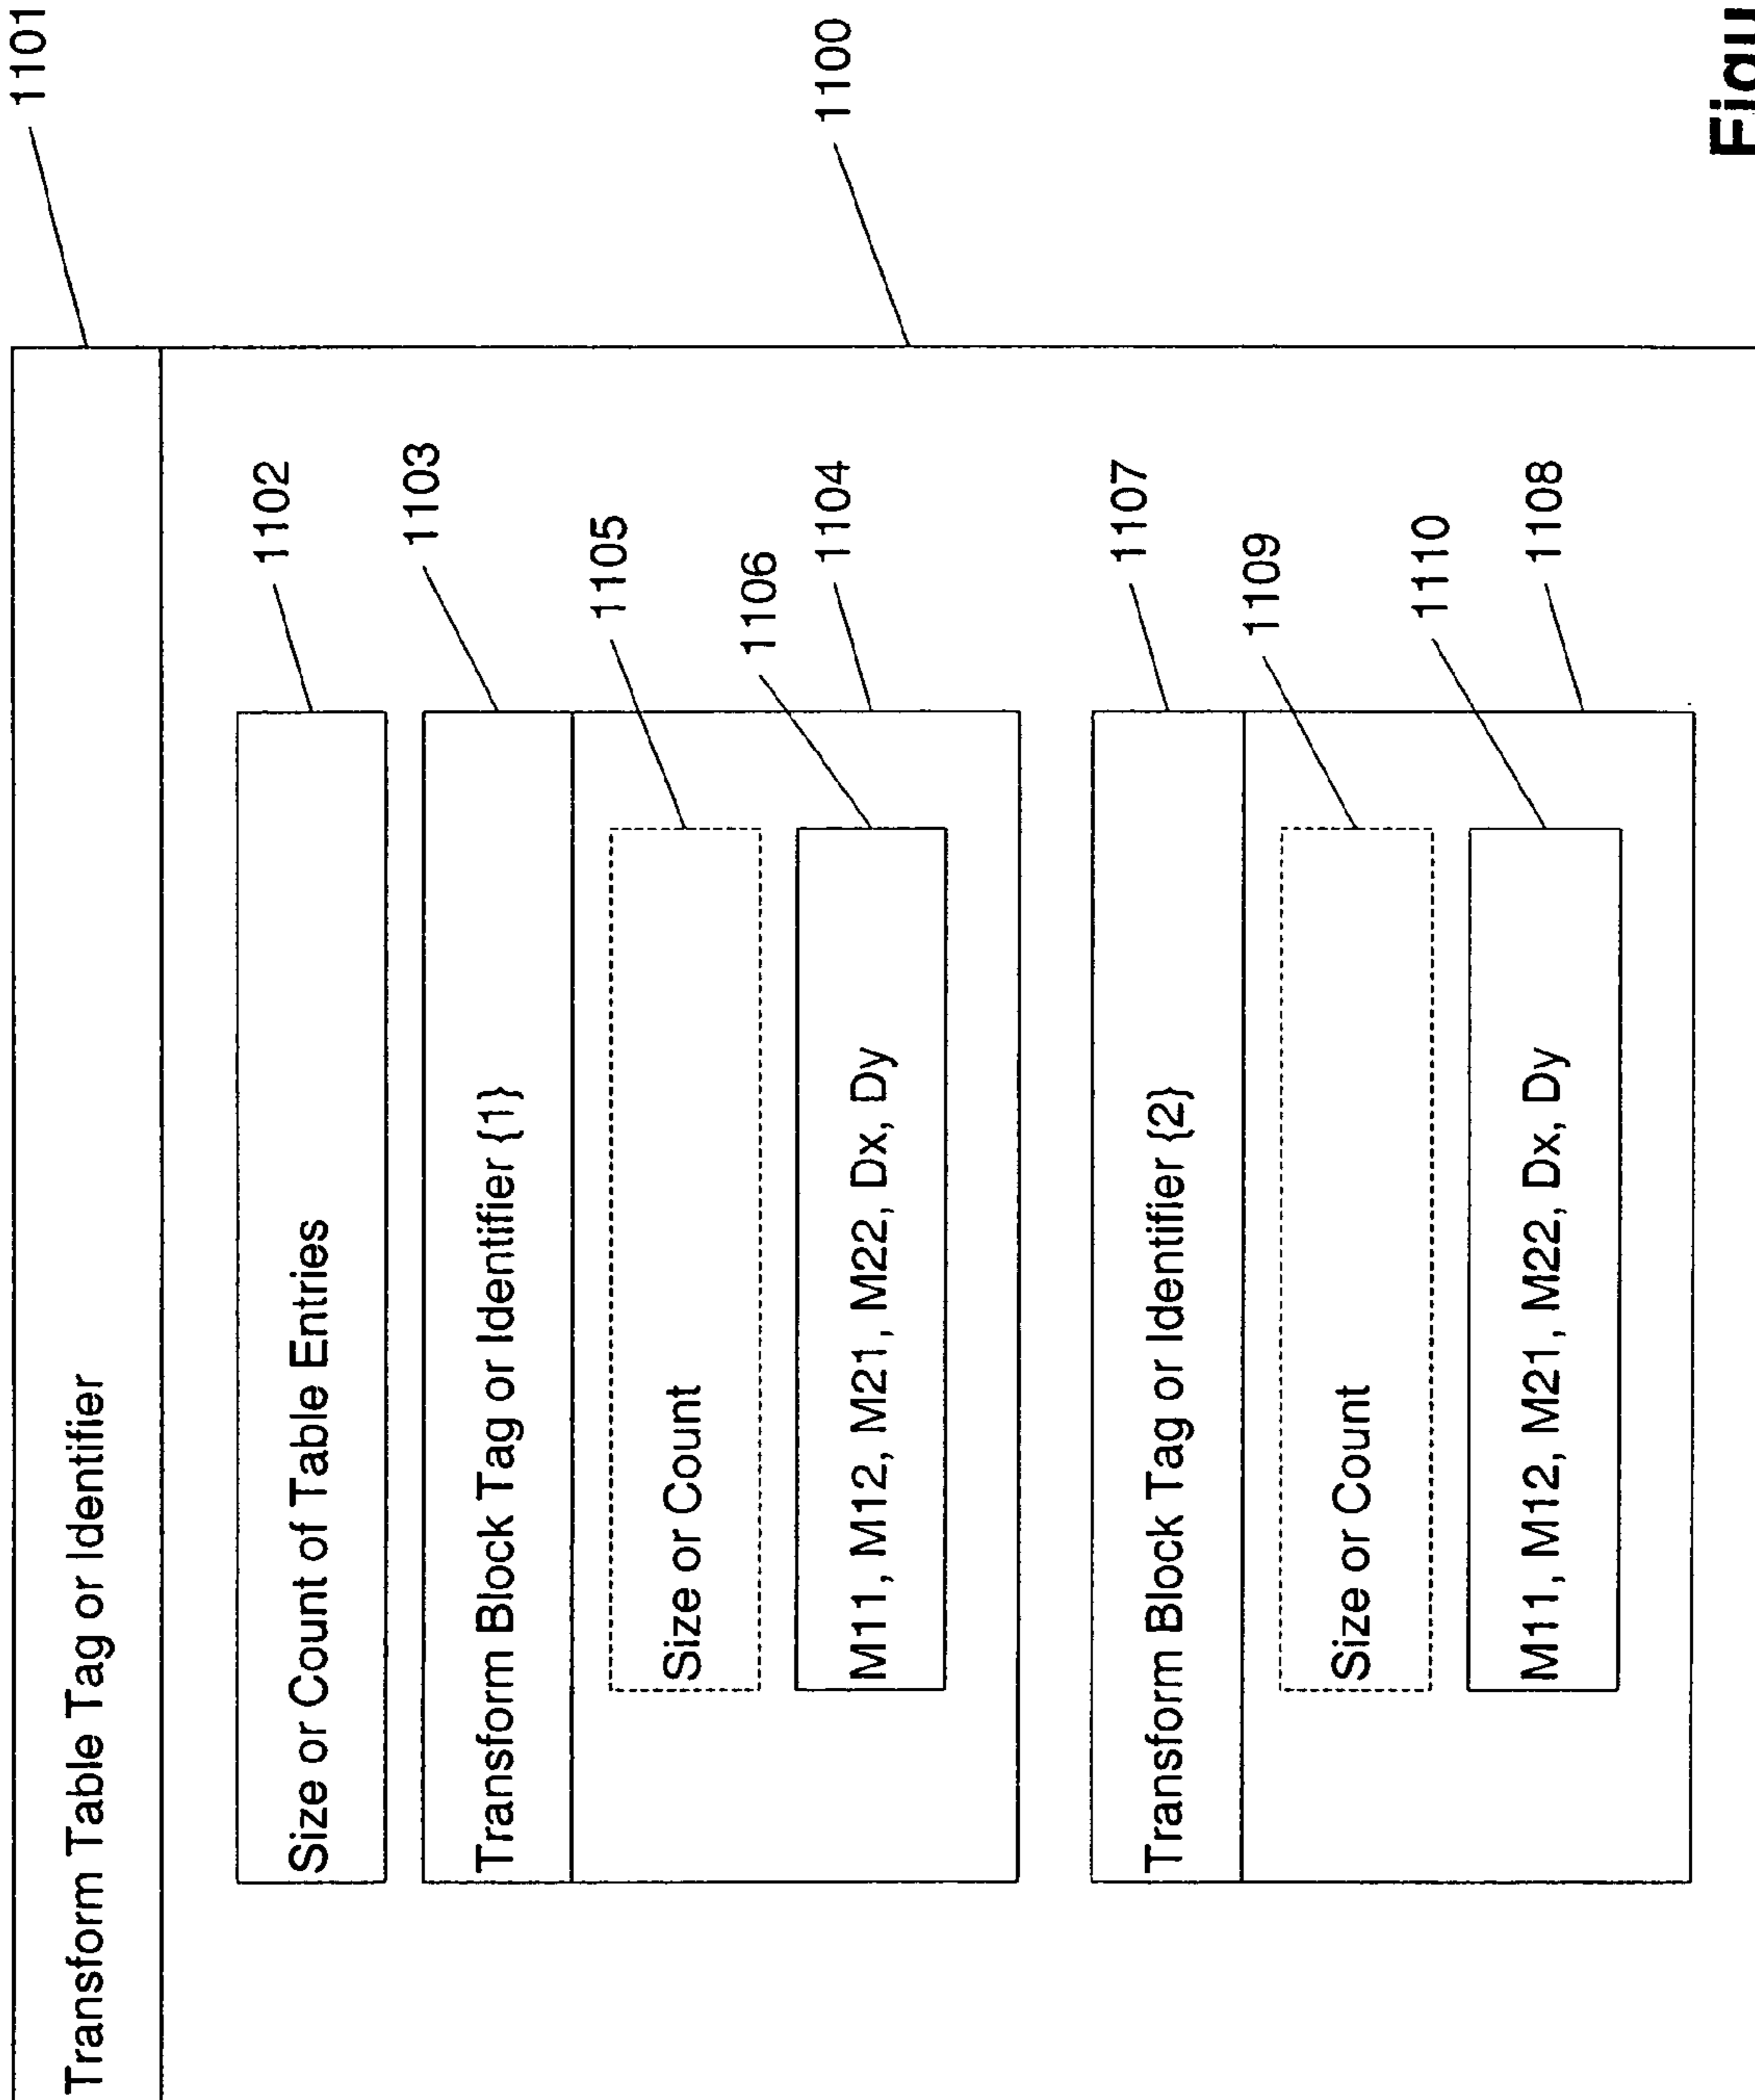 Transform Table Tag or Identifier
1101
Size or Count of Table Entries
1102
Transform Block Tag or Identifier {1}
1103
Size or Count
1105
M11, M12, M21, M22, Dx, Dy
1106
1104
1100
Transform Block Tag or Identifier {2}
1107
Size or Count
1109
M11, M12, M21, M22, Dx, Dy
1110
1108